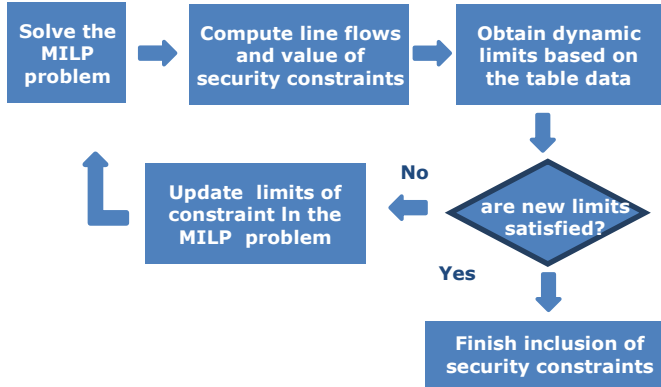 Solve the
MILP
problem
Compute line flows
and value of
security constraints
Obtain dynamic
limits based on
the table data
are new limits
satisfied?
No
Update limits of
constraint In the
MILP problem
Yes
Finish inclusion of
security constraints